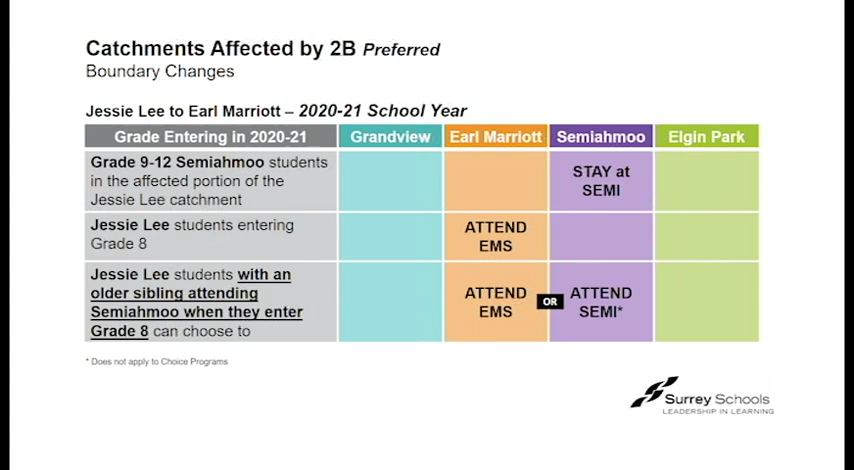 Catchments Affected by 2B Preferred
Boundary Changes
Jessie Lee to Earl Marriott – 2020-21 School Year
Grade Entering in 2020-21 Grandview Earl Marriott Semiahmoo Elgin Park
Grade 9-12 Semiahmoo students
in the affected portion of the
Jessie Lee catchment
STAY at
SEMI
Jessie Lee students entering
Grade 8
ATTEND
EMS
Jessie Lee students with an
older sibling attending
Semiahmoo when they enter
Grade 8 can choose to
ATTEND
EMS
OR
ATTEND
SEMI*
* Does not apply to Choice Programs
Surrey Schools
LEADERSHIP IN LEARNING